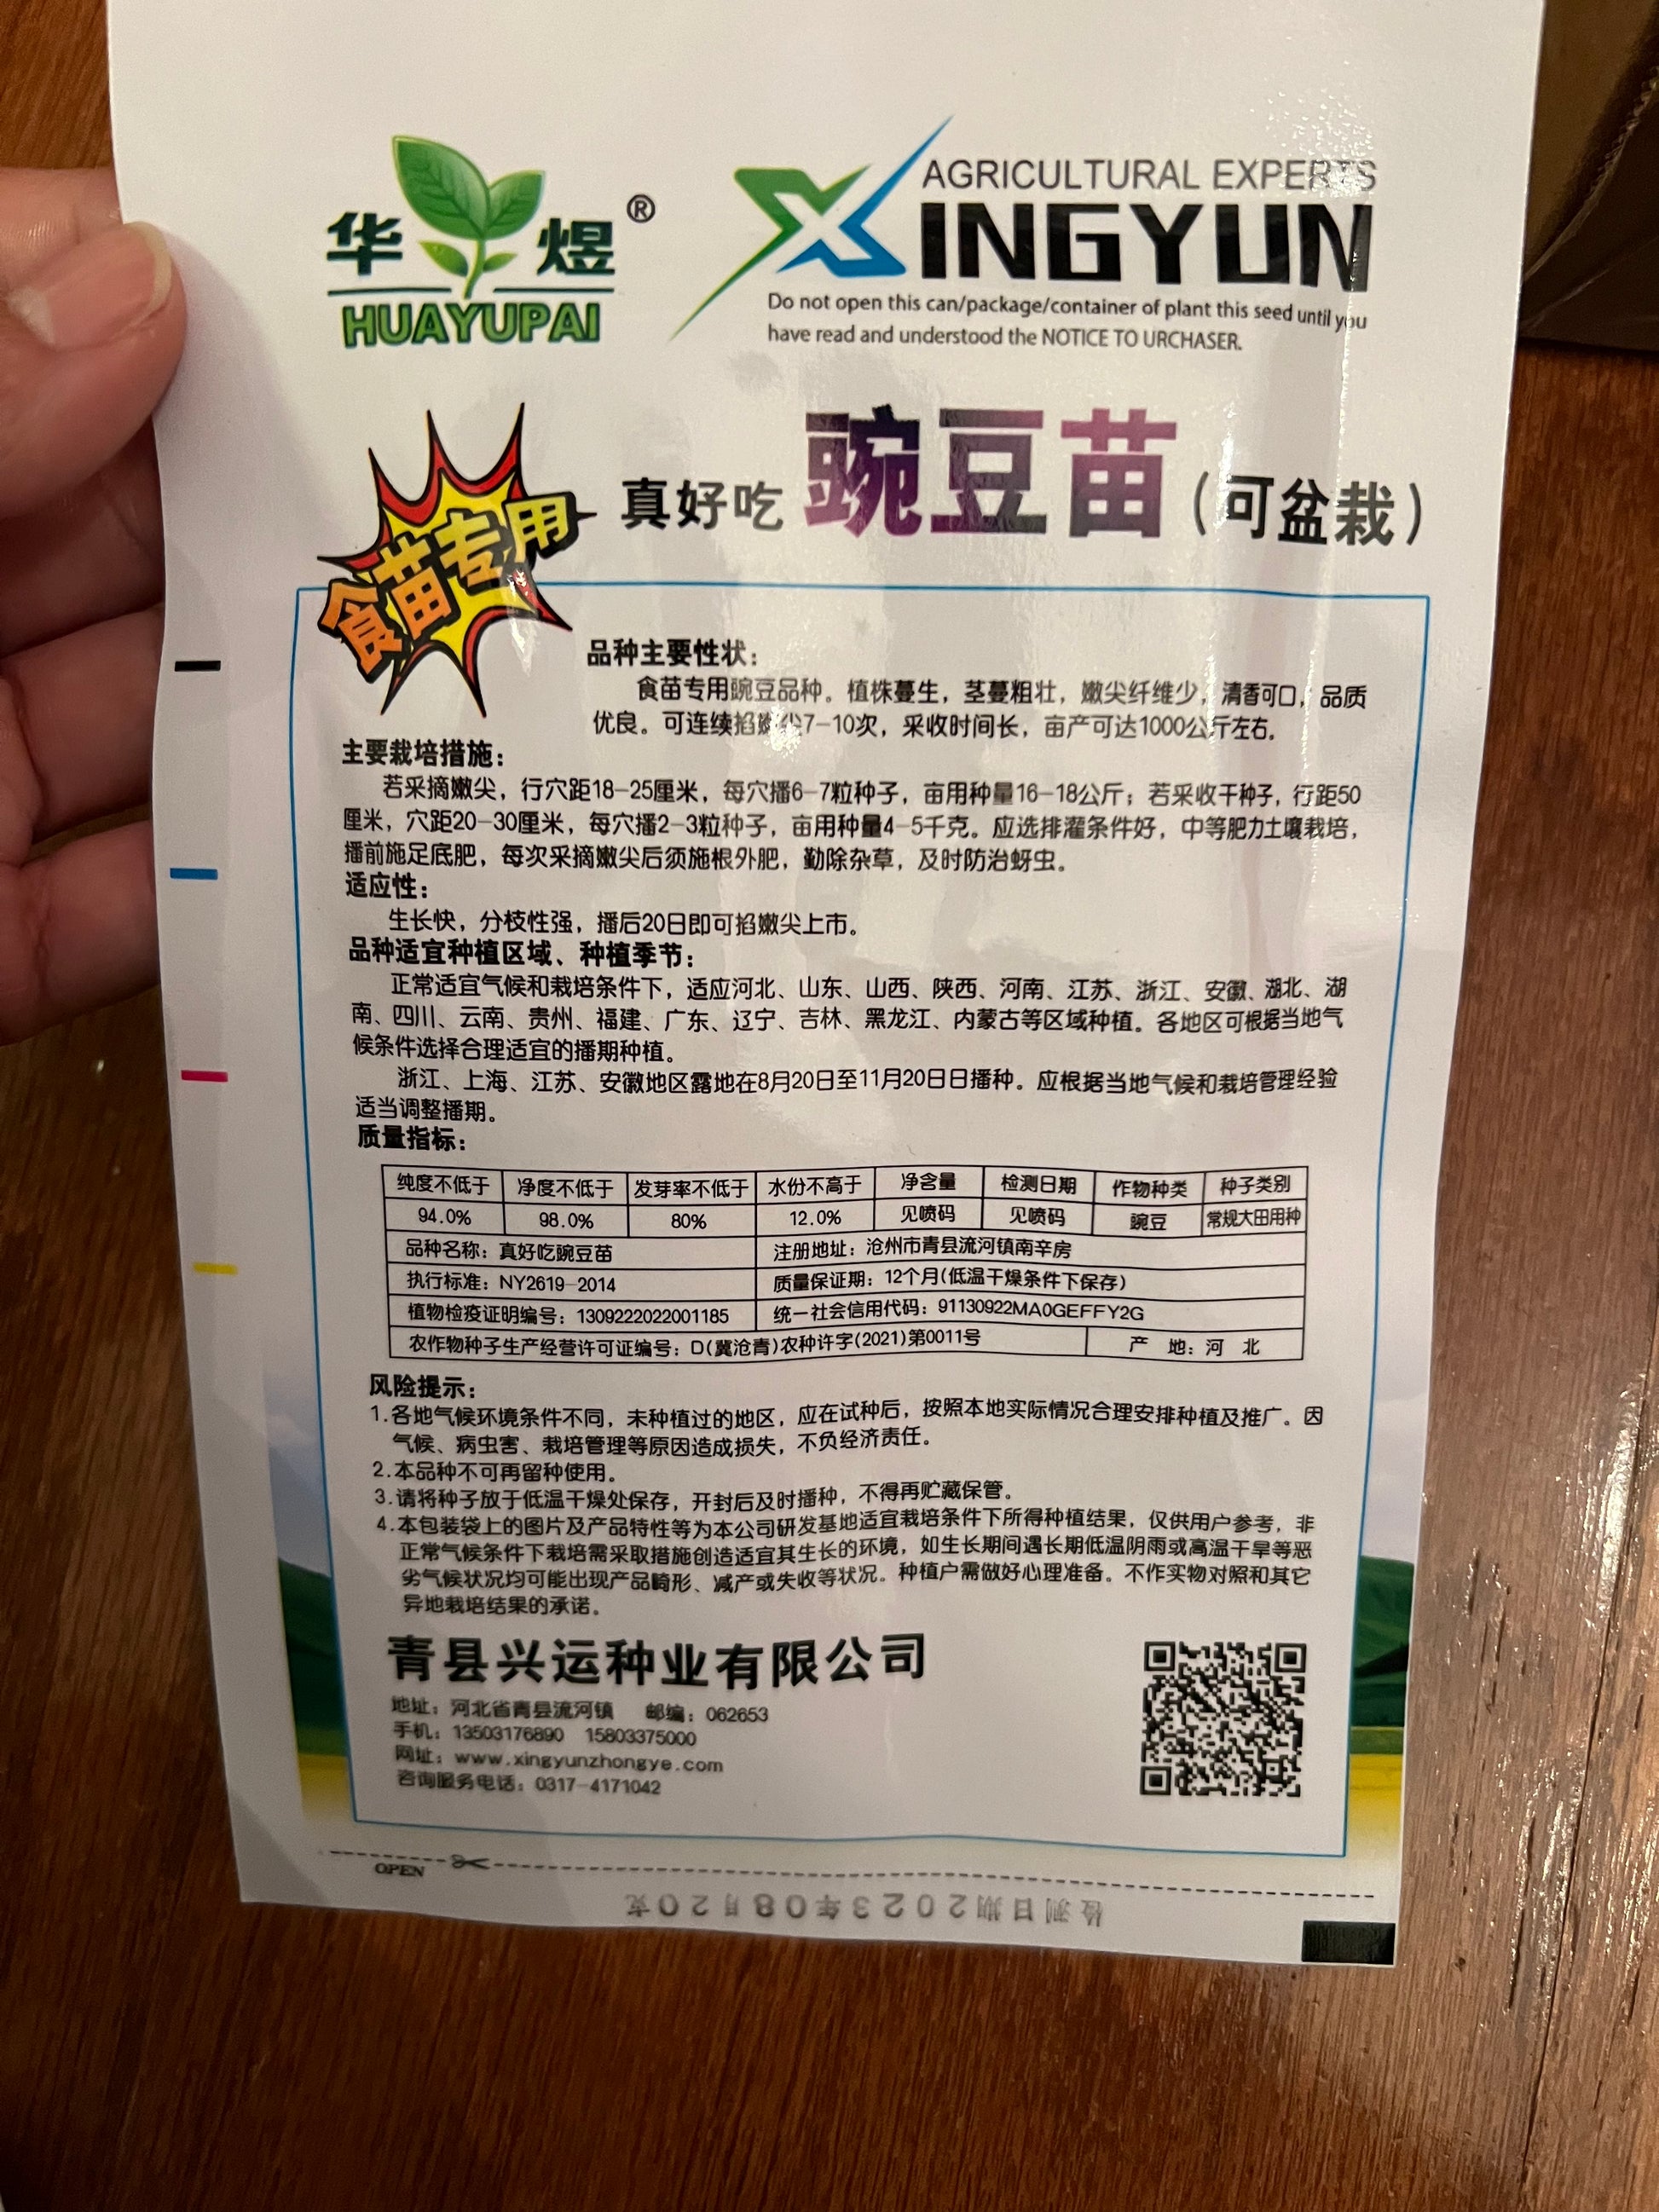 华煜®
HUAYUPAI
AGRICULTURAL EXPERTS
XINGYUN
Do not open this can/package/container of plant this seed until you
have read and understood the NOTICE TO URCHASER.
食苗专用
真好吃 豌豆苗(可盆栽)
品种主要性状:
食苗专用豌豆品种。植株蔓生，茎蔓粗壮，嫩尖纤维少，清香可口，品质
优良。可连续掐嫩尖7-10次，采收时间长，亩产可达1000公斤左右。
主要栽培措施:
若采摘嫩尖，行穴距18-25厘米，每穴播6-7粒种子，亩用种量16-18公斤；若采收干种子，行距50
厘米，穴距20-30厘米，每穴播2-3粒种子，亩用种量4-5千克。应选排灌条件好，中等肥力土壤栽培，
播前施足底肥，每次采摘嫩尖后须施根外肥，勤除杂草，及时防治蚜虫。
适应性:
生长快，分枝性强，播后20日即可掐嫩尖上市。
品种适宜种植区域、种植季节:
正常适宜气候和栽培条件下，适应河北、山东、山西、陕西、河南、江苏、浙江、安徽、湖北、湖
南、四川、云南、贵州、福建、广东、辽宁、吉林、黑龙江、内蒙古等区域种植。各地区可根据当地气
候条件选择合理适宜的播期种植。
浙江、上海、江苏、安徽地区露地在8月20日至11月20日日播种。应根据当地气候和栽培管理经验
适当调整播期。
质量指标:
纯度不低于 净度不低于 发芽率不低于 水份不高于 净含量 检测日期 作物种类 种子类别
94.0% 98.0% 80% 12.0% 见喷码 见喷码 豌豆 常规大田用种
品种名称：真好吃豌豆苗 注册地址：沧州市青县流河镇南辛房
执行标准：NY2619-2014 质量保证期：12个月(低温干燥条件下保存)
植物检疫证明编号：1309222022001185 统一社会信用代码：91130922MA0GEFFY2G
农作物种子生产经营许可证编号：D(冀沧青)农种许字(2021)第0011号 产 地：河 北
风险提示:
1.各地气候环境条件不同，未种植过的地区，应在试种后，按照本地实际情况合理安排种植及推广。因
气候、病虫害、栽培管理等原因造成损失，不负经济责任。
2.本品种不可再留种使用。
3.请将种子放于低温干燥处保存，开封后及时播种，不得再贮藏保管。
4.本包装袋上的图片及产品特性等为本公司研发基地适宜栽培条件下所得种植结果，仅供用户参考，非
正常气候条件下栽培需采取措施创造适宜其生长的环境，如生长期间遇长期低温阴雨或高温干旱等恶
劣气候状况均可能出现产品畸形、减产或失收等状况。种植户需做好心理准备。不作实物对照和其它
异地栽培结果的承诺。
青县兴运种业有限公司
地址：河北省青县流河镇 邮编：062653
手机：13503176890 15803375000
网址：www.xingyunzhongye.com
咨询服务电话：0317-4171042
OPEN
检测日期2023年08月20克